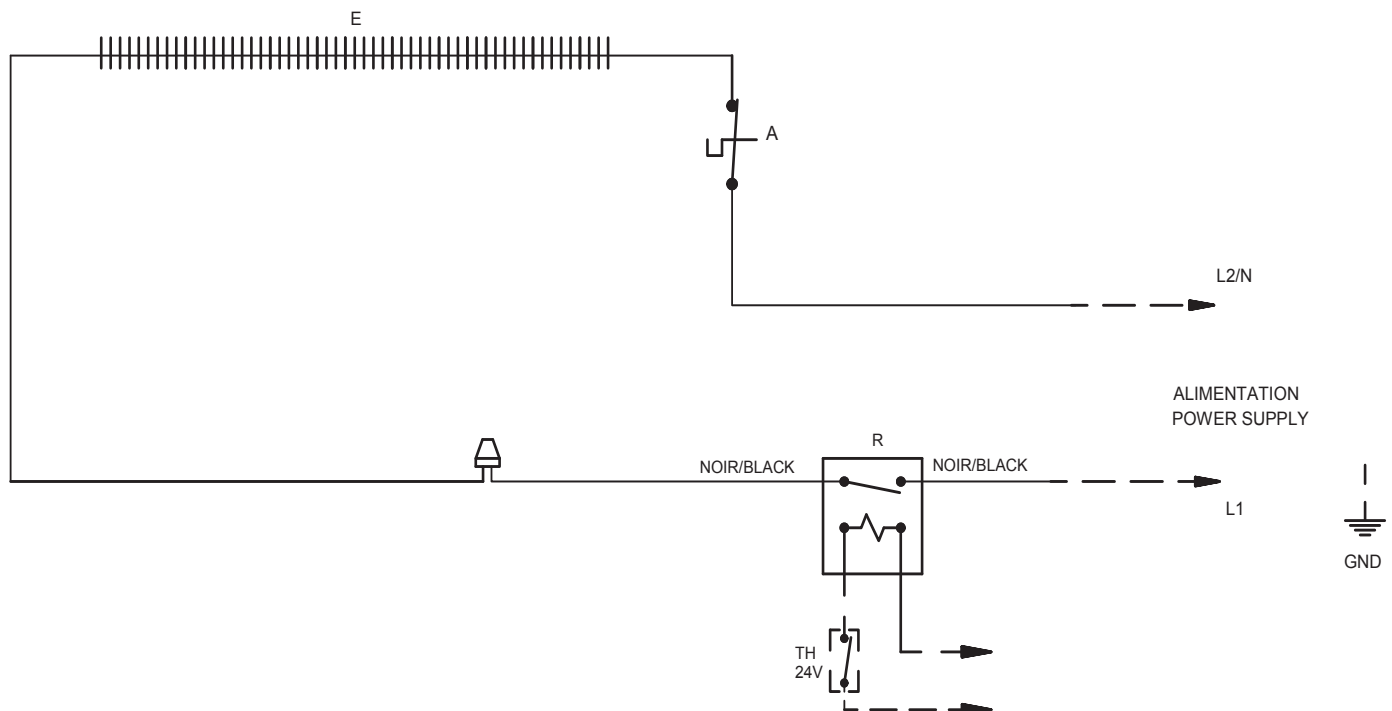 E
A
L2/N
ALIMENTATION
POWER SUPPLY
R
NOIR/BLACK
NOIR/BLACK
L1
GND
TH
24V